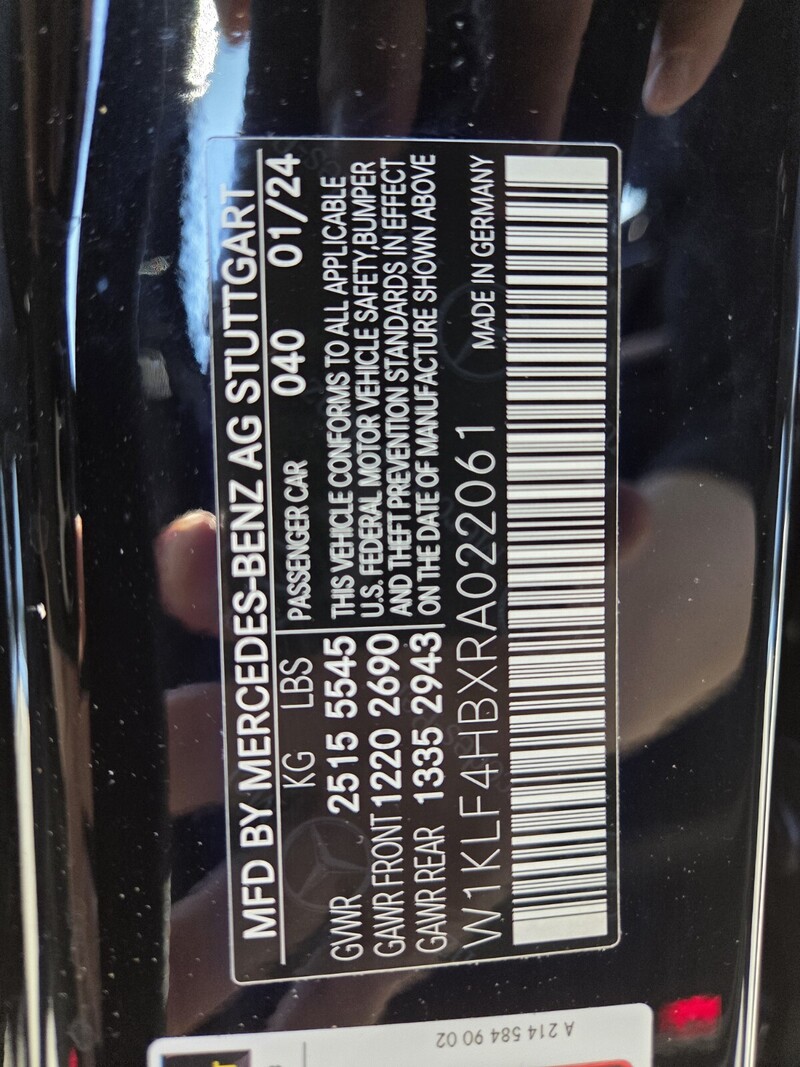 MFD BY MERCEDES-BENZ AG STUTTGART
KG LBS PASSENGER CAR 040 01/24
GVWR 2515 5545
GAWR FRONT 1220 2690
GAWR REAR 1335 2943
THIS VEHICLE CONFORMS TO ALL APPLICABLE
U.S. FEDERAL MOTOR VEHICLE SAFETY,BUMPER
AND THEFT PREVENTION STANDARDS IN EFFECT
ON THE DATE OF MANUFACTURE SHOWN ABOVE
W1KLF4HBXRA022061 MADE IN GERMANY
A 214 584 90 02